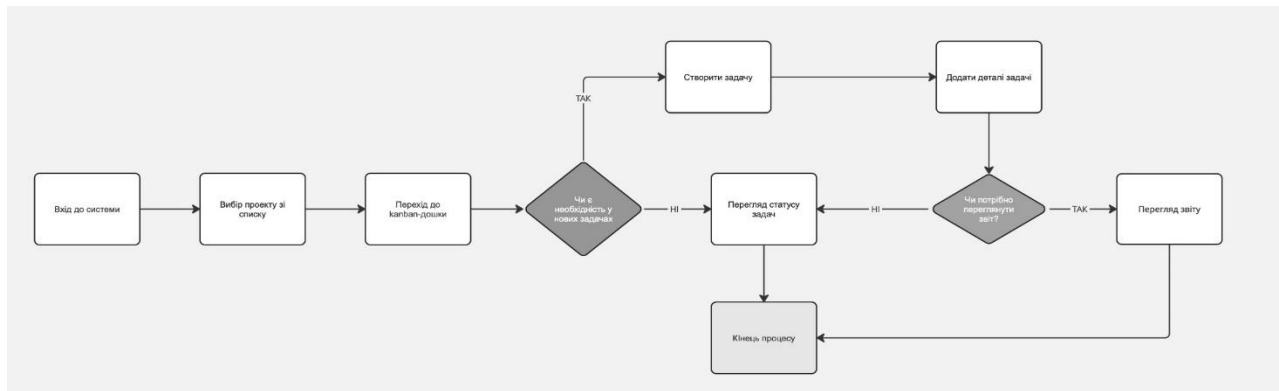 Створити задачу
Додати деталі задачі
ТАК
Вхід до системи
Вибір проекту зі
списку
Перехід до
kanban-дошки
Чи є
необхідність у
нових задачах
НІ
Перегляд статусу
задач
НІ
Чи потрібно
переглянути
звіт?
ТАК
Перегляд звіту
Кінець процесу